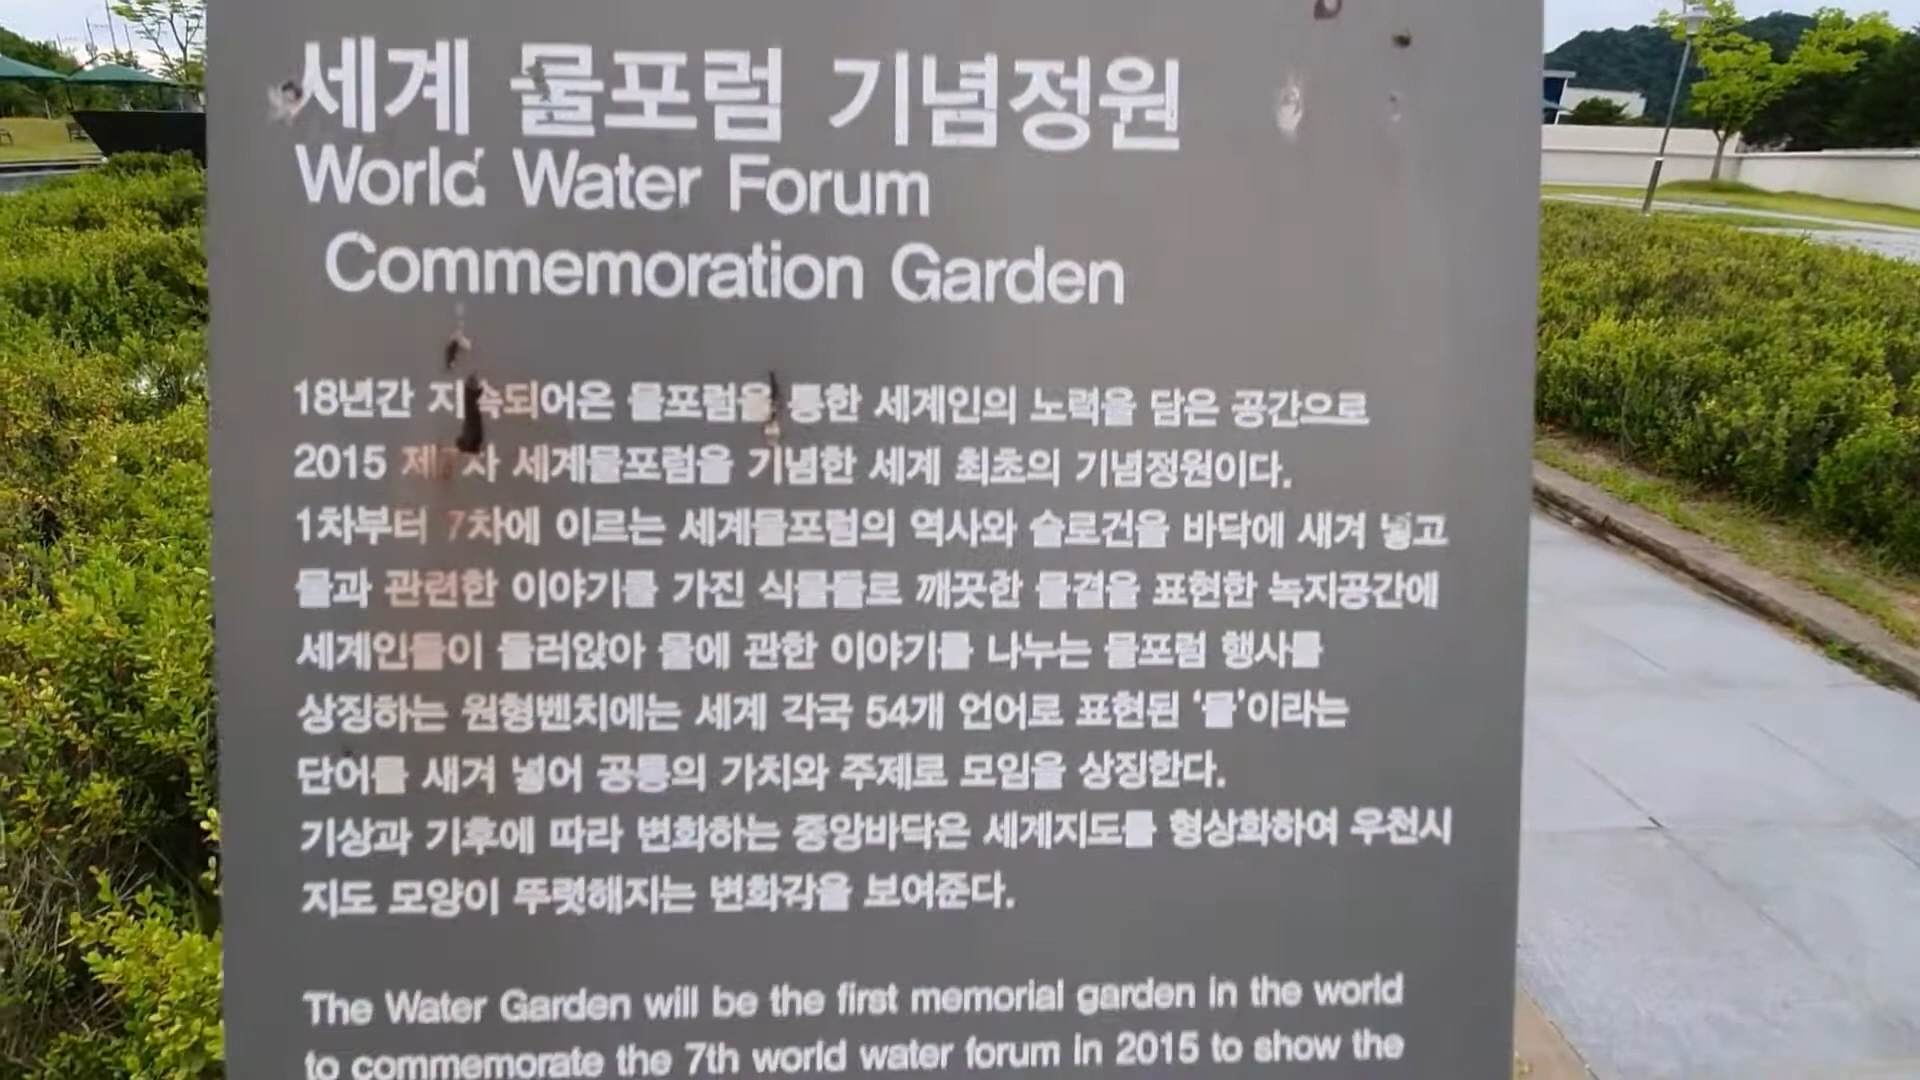 세계 물포럼 기념정원
World Water Forum
Commemoration Garden
18년간 지속되어온 물포럼을 통한 세계인의 노력을 담은 공간으로
2015 제7차 세계물포럼을 기념한 세계 최초의 기념정원이다.
1차부터 7차에 이르는 세계물포럼의 역사와 슬로건을 바닥에 새겨 넣고
물과 관련한 이야기를 가진 식물들로 깨끗한 물결을 표현한 녹지공간에
세계인들이 둘러앉아 물에 관한 이야기를 나누는 물포럼 행사를
상징하는 원형벤치에는 세계 각국 54개 언어로 표현된 ‘물’이라는
단어를 새겨 넣어 공통의 가치와 주제로 모임을 상징한다.
기상과 기후에 따라 변화하는 중앙바닥은 세계지도를 형상화하여 우천시
지도 모양이 뚜렷해지는 변화감을 보여준다.
The Water Garden will be the first memorial garden in the world
to commemorate the 7th world water forum in 2015 to show the